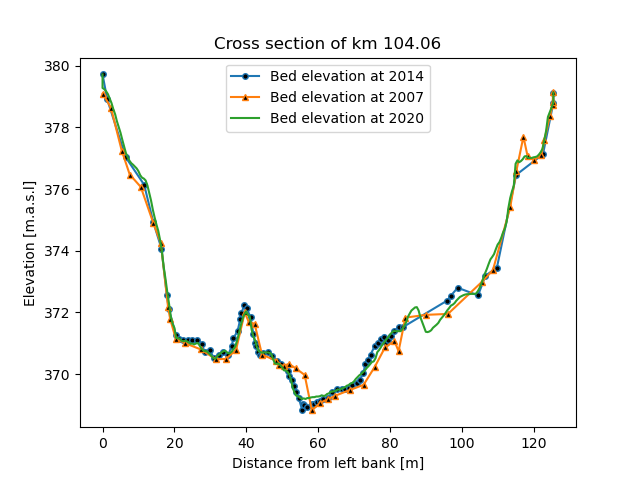 Cross section of km 104.06
Bed elevation at 2014
Bed elevation at 2007
Bed elevation at 2020
Elevation [m.a.s.l]
380
378
376
374
372
370
0 20 40 60 80 100 120
Distance from left bank [m]